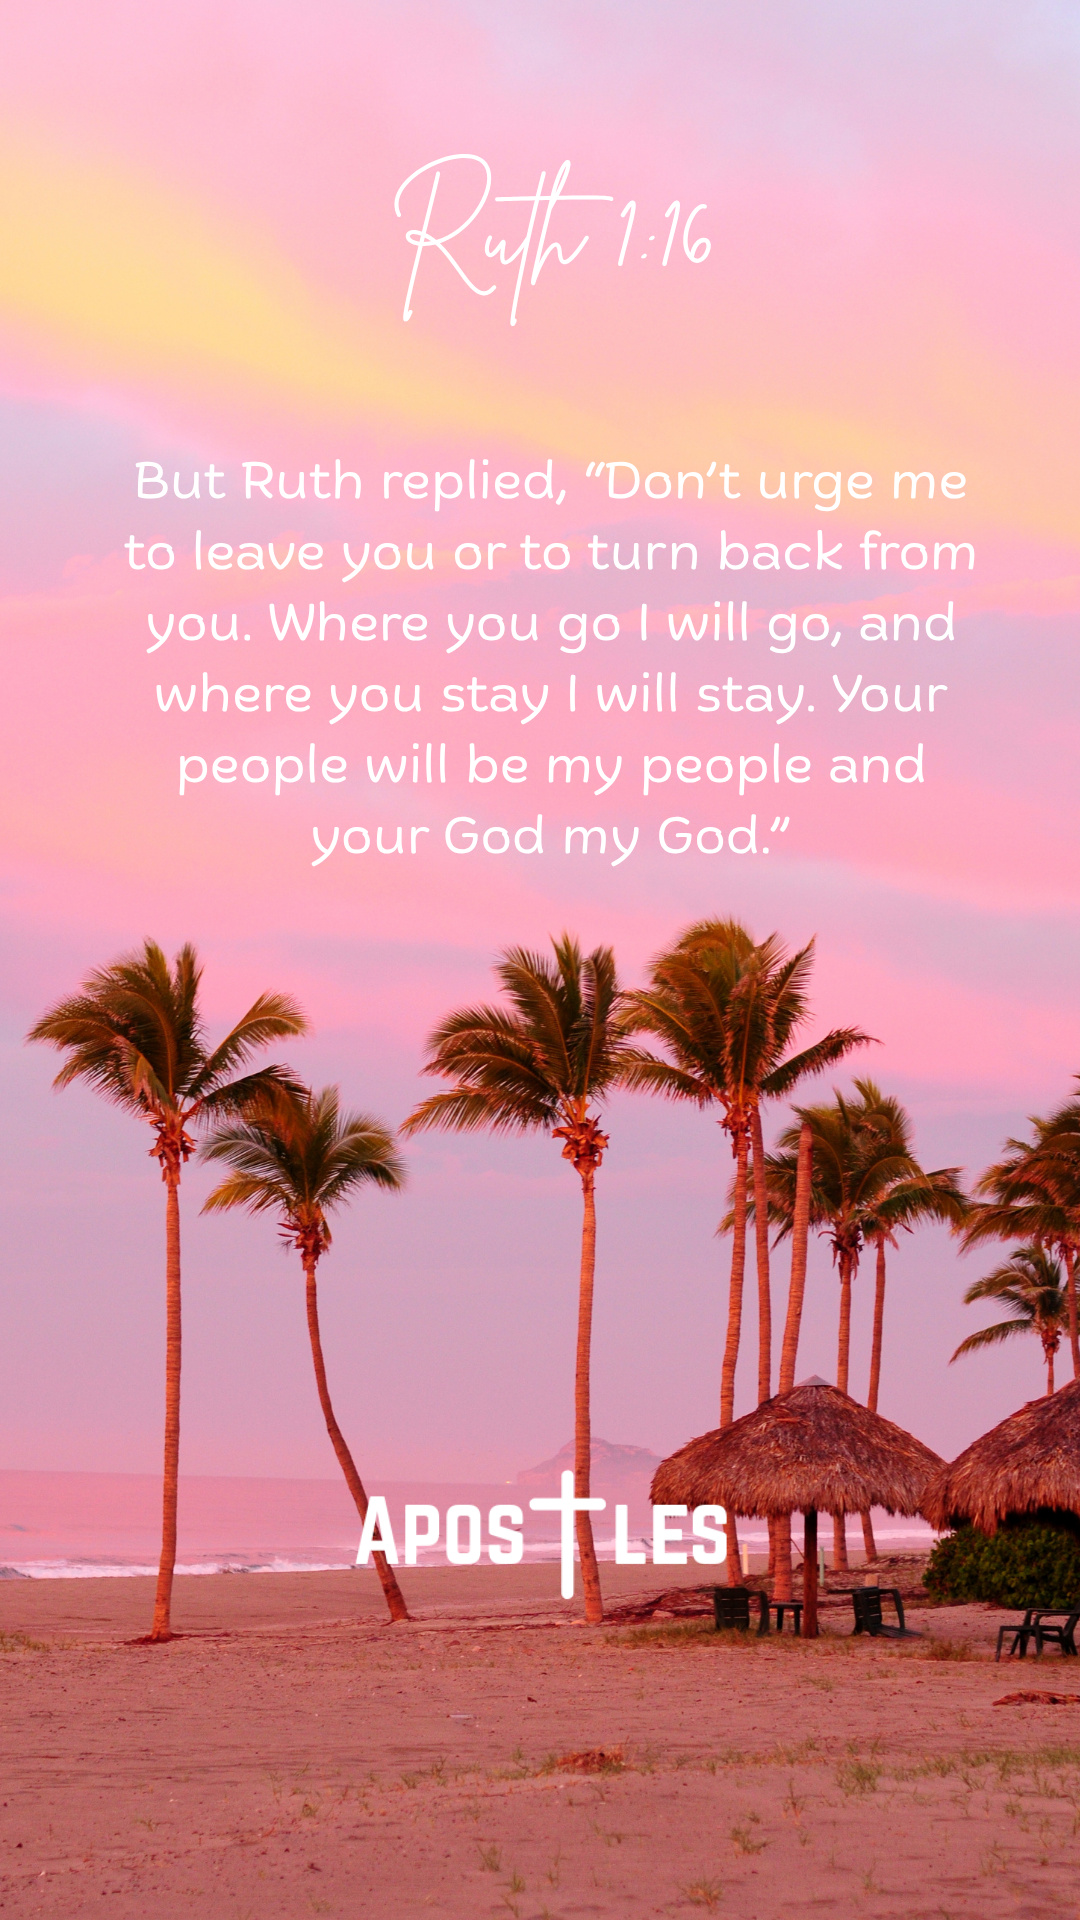 Ruth 1:16
But Ruth replied, “Don’t urge me
to leave you or to turn back from
you. Where you go I will go, and
where you stay I will stay. Your
people will be my people and
your God my God.”
APOSTLES